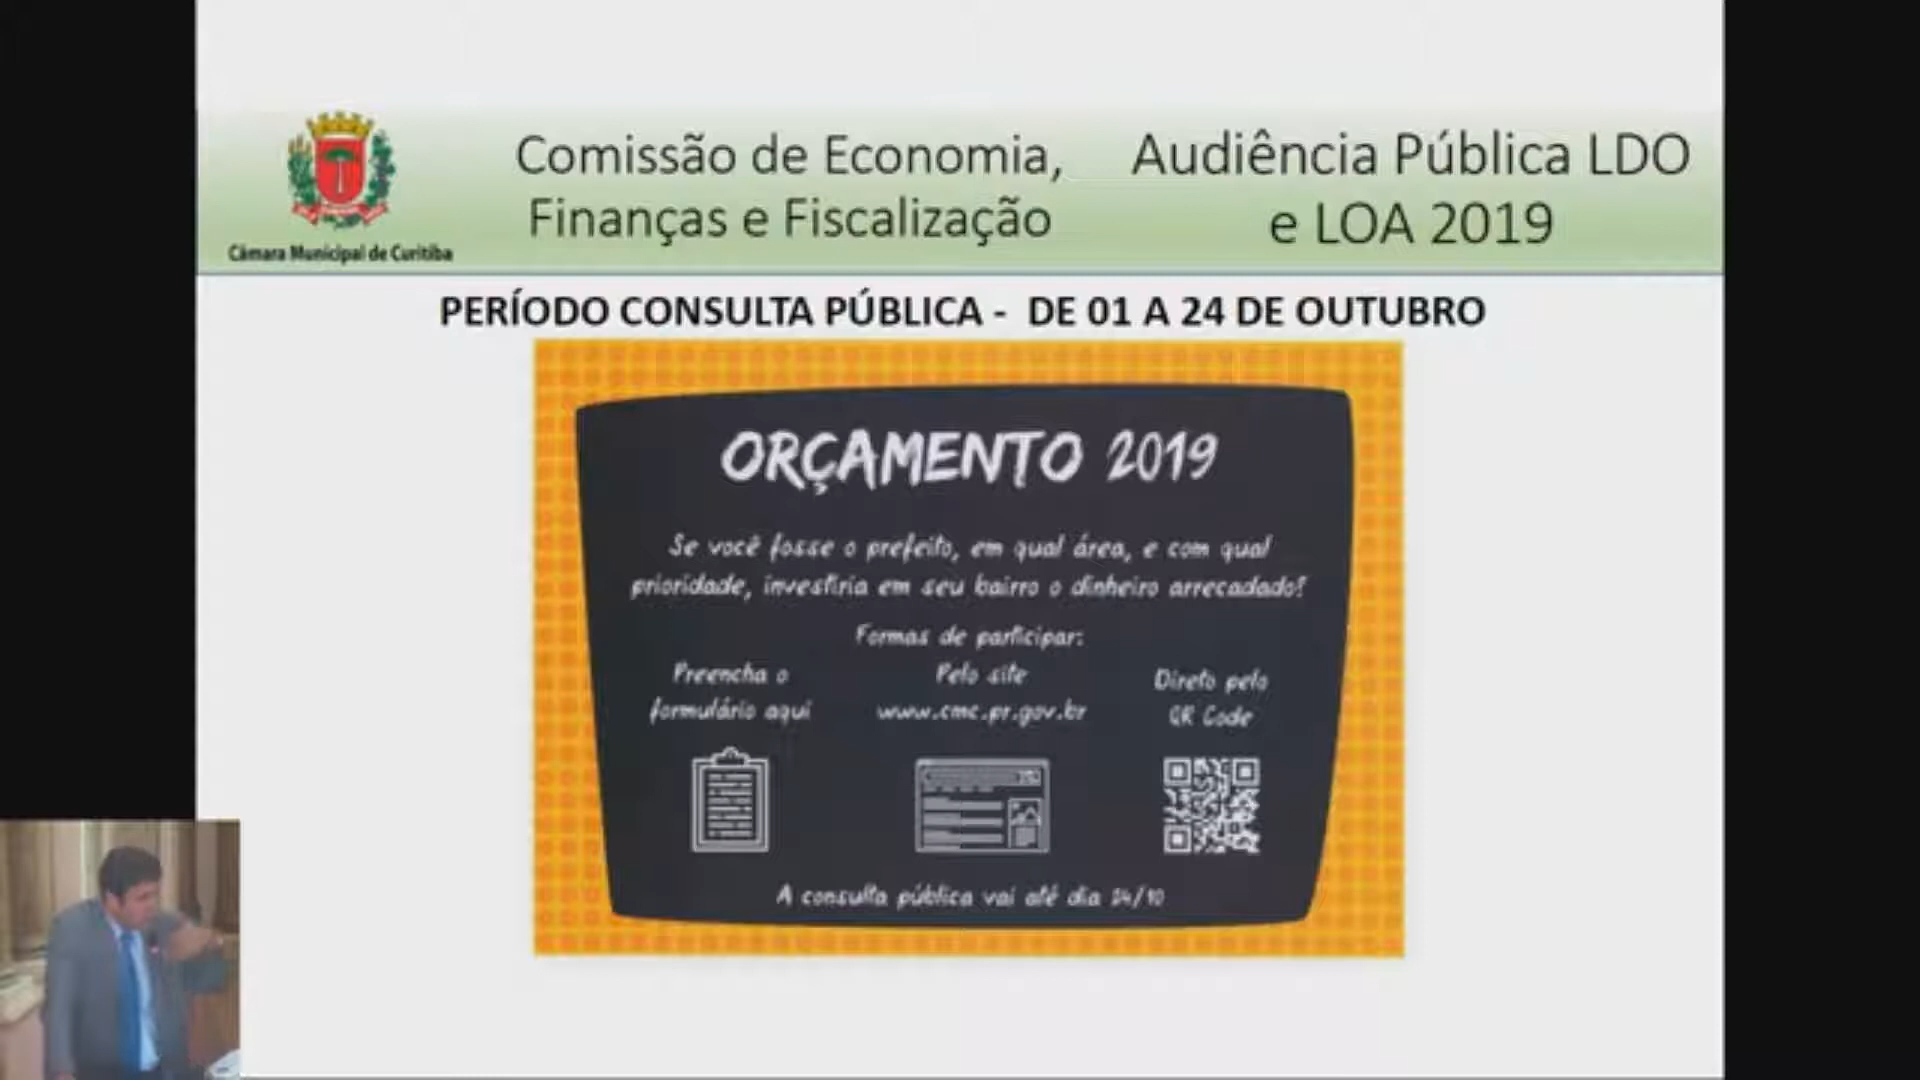 Câmara Municipal de Curitiba
Comissão de Economia,
Finanças e Fiscalização
Audiência Pública LDO
e LOA 2019
PERÍODO CONSULTA PÚBLICA - DE 01 A 24 DE OUTUBRO
ORÇAMENTO 2019
Se você fosse o prefeito, em qual área, e com qual
prioridade, investiria em seu bairro o dinheiro arrecadado?
Formas de participar:
Preencha o
formulário aqui
Pelo site
www.cmc.pr.gov.br
Direto pelo
QR Code
A consulta pública vai até dia 24/10